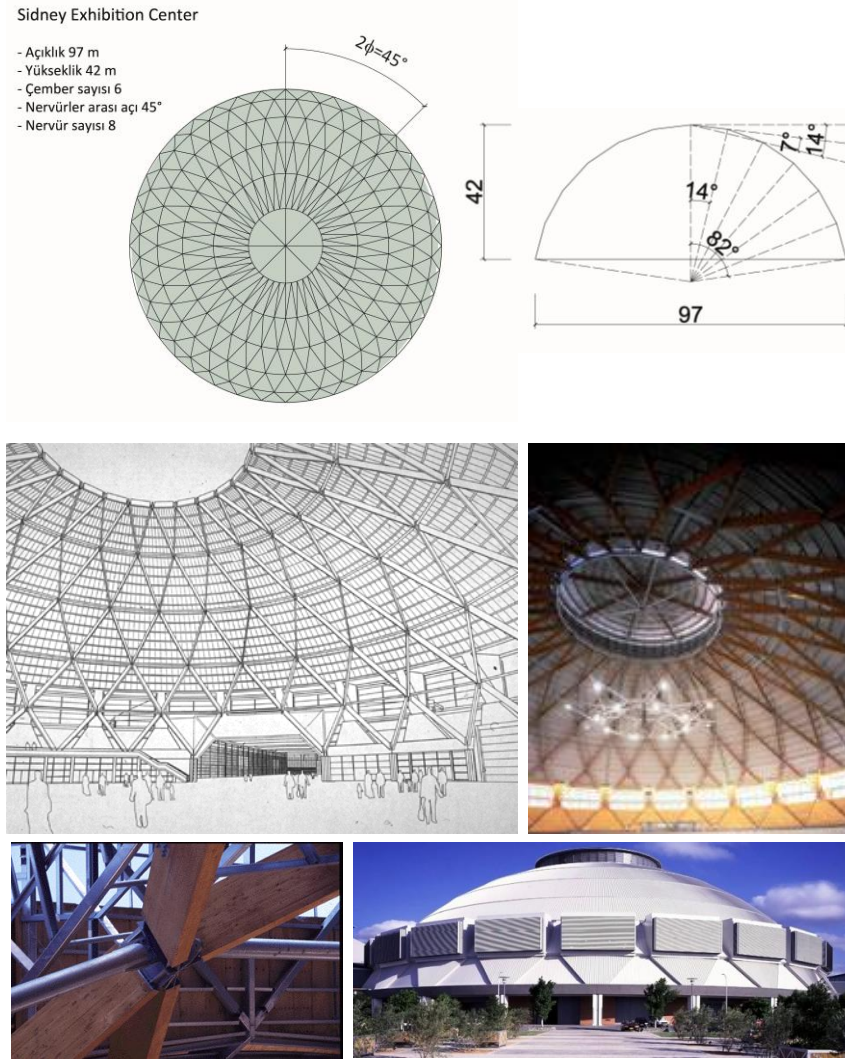 Sidney Exhibition Center
- Açıklık 97 m
- Yükseklik 42 m
- Çember sayısı 6
- Nervürler arası açı 45°
- Nervür sayısı 8
2ϕ=45°
42
14°
82°
7°
14°
97